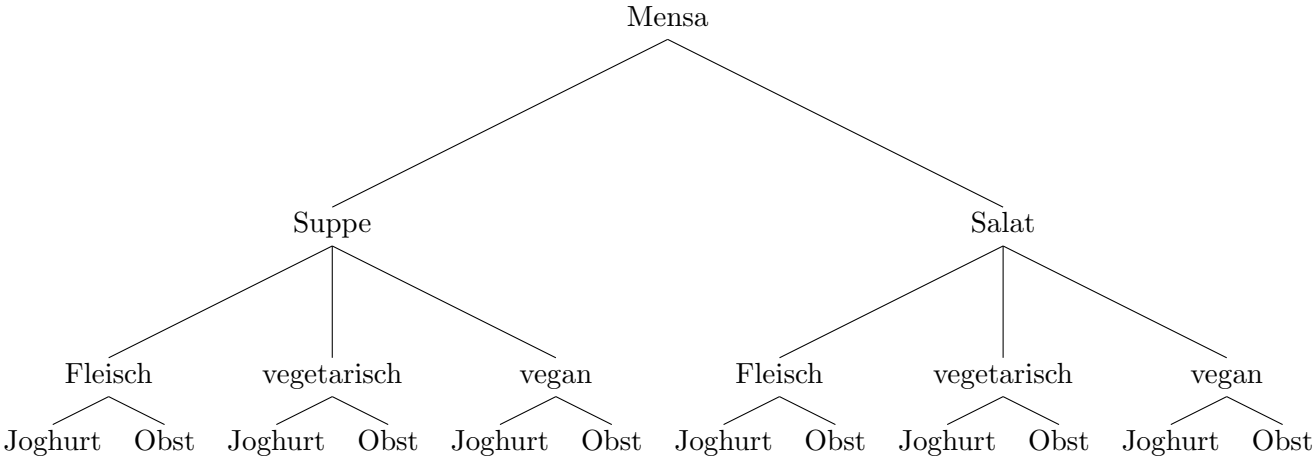 Mensa
Suppe Salat
Fleisch vegetarisch vegan Fleisch vegetarisch vegan
Joghurt Obst Joghurt Obst Joghurt Obst Joghurt Obst Joghurt Obst Joghurt Obst